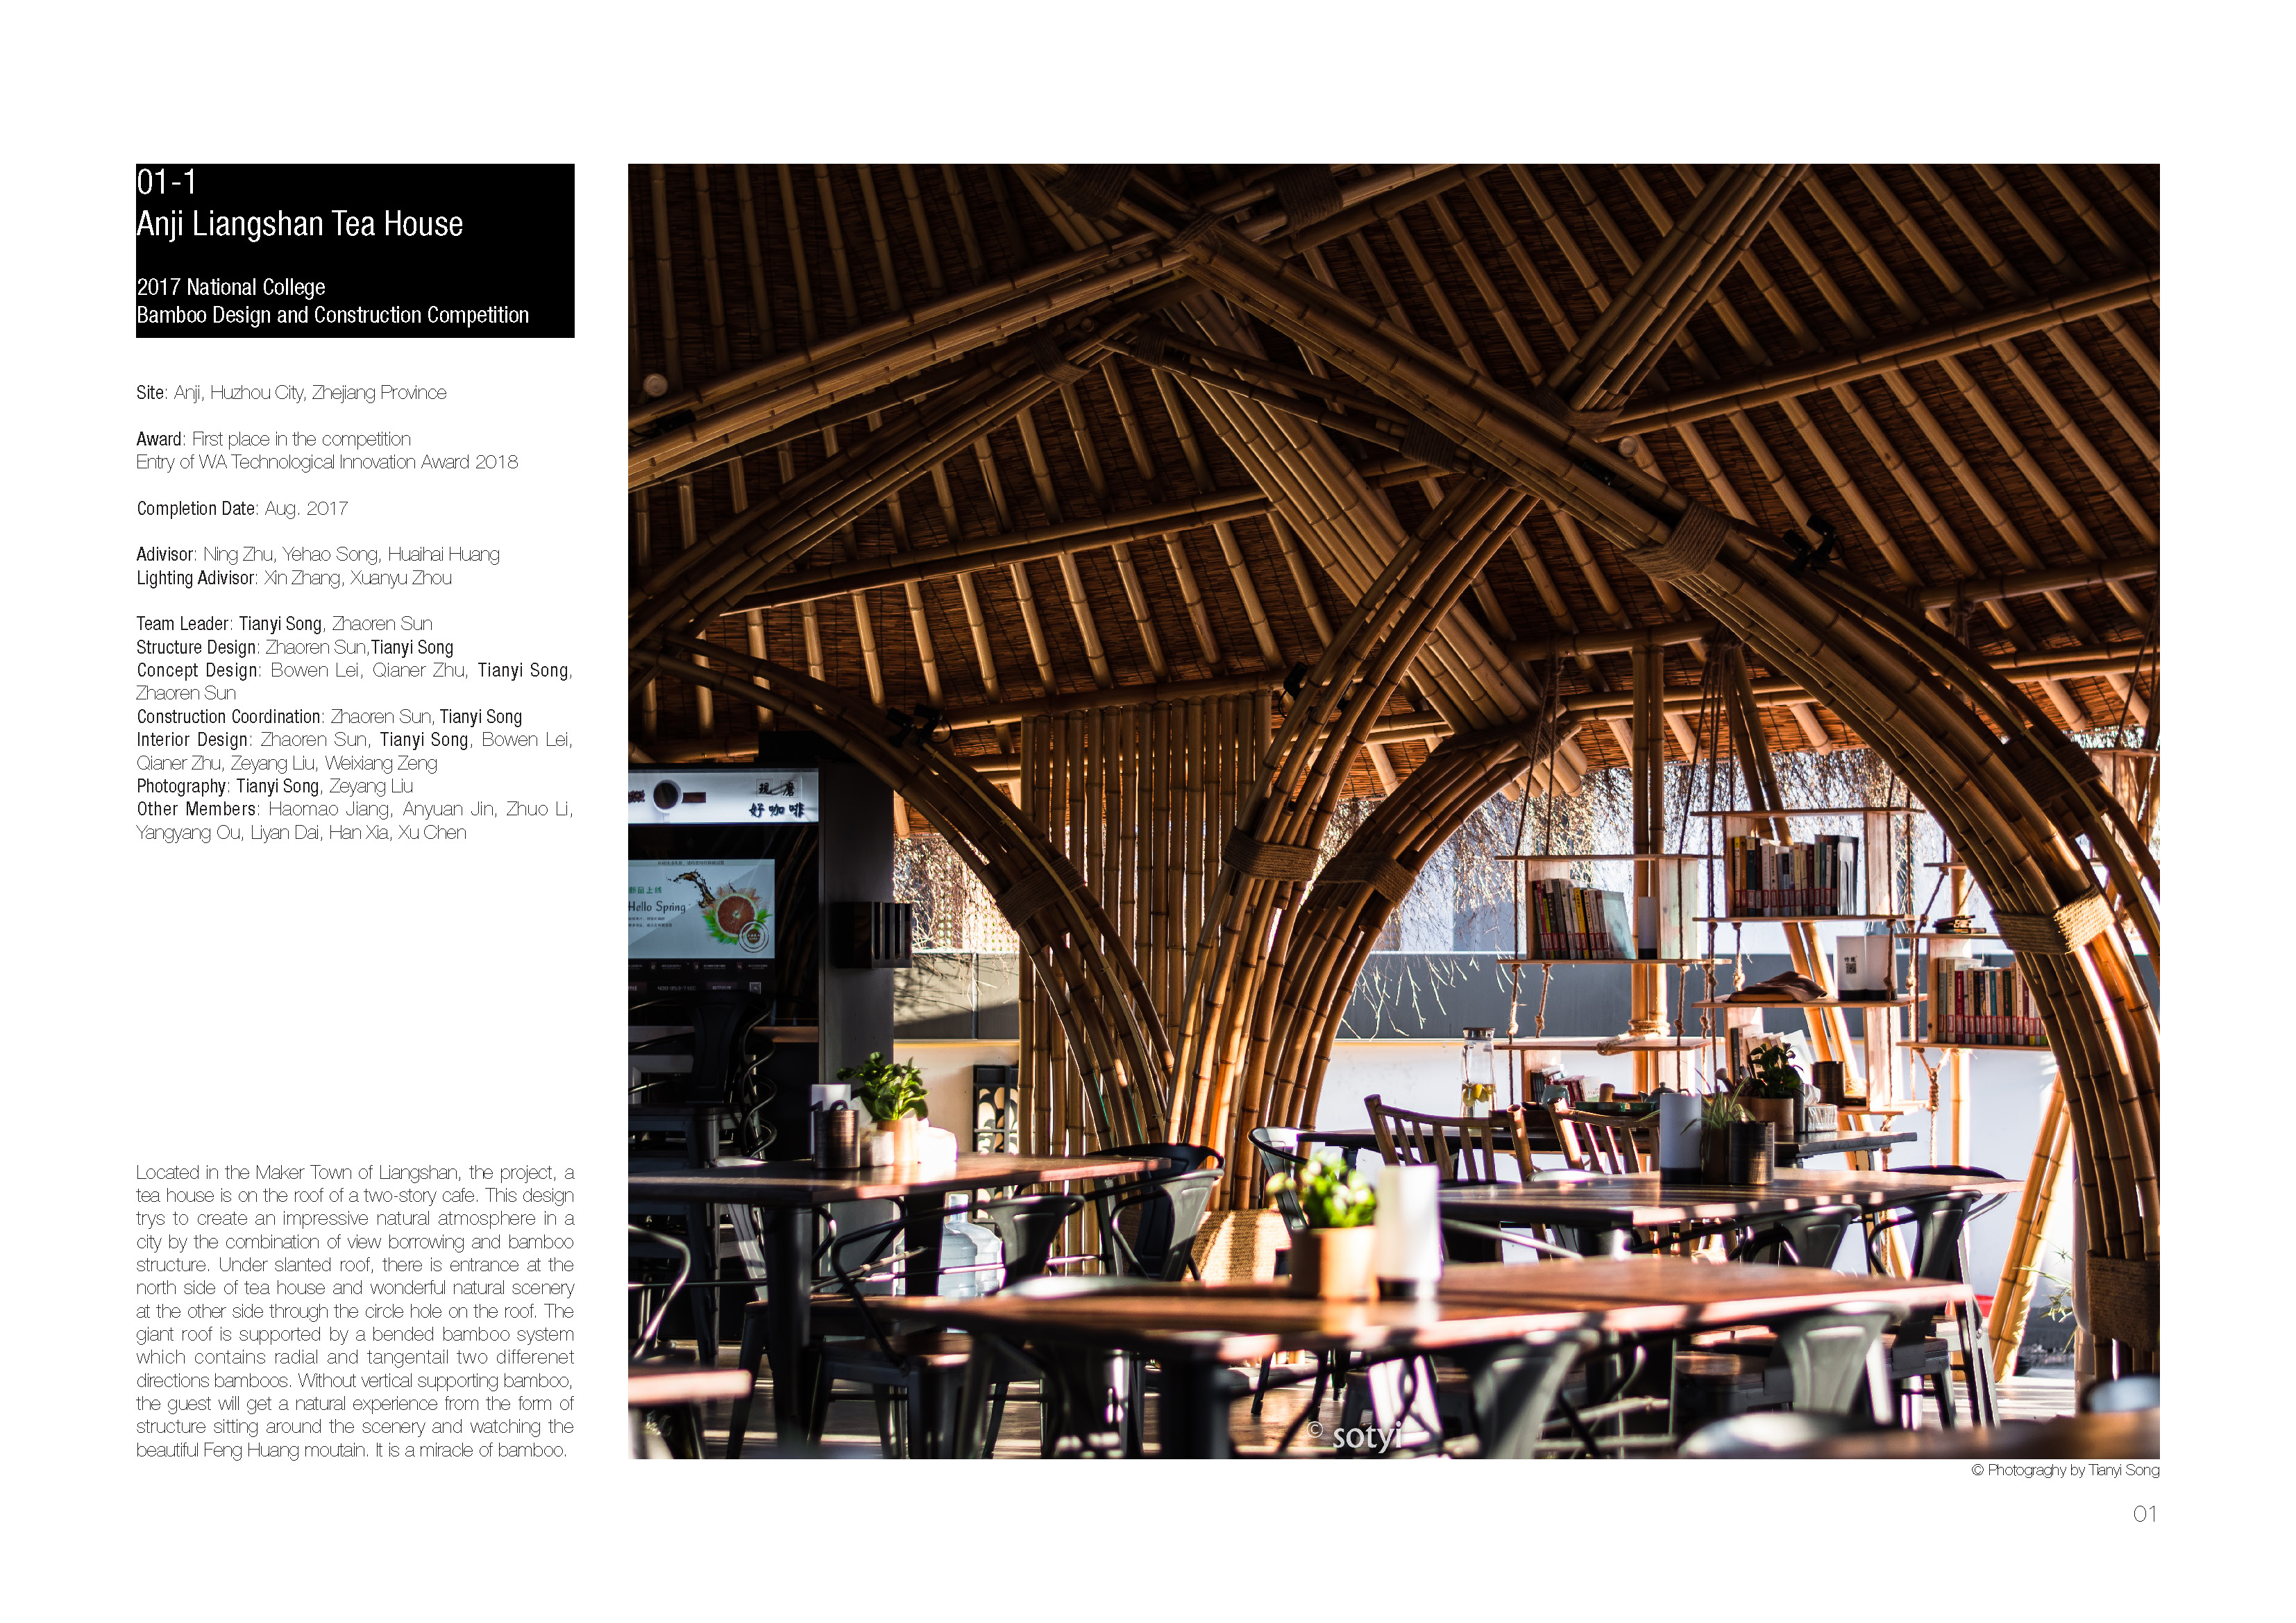 01-1
Anji Liangshan Tea House
2017 National College
Bamboo Design and Construction Competition
Site: Anji, Huzhou City, Zhejiang Province
Award: First place in the competition
Entry of WA Technological Innovation Award 2018
Completion Date: Aug. 2017
Adivisor: Ning Zhu, Yehao Song, Huaihai Huang
Lighting Adivisor: Xin Zhang, Xuanyu Zhou
Team Leader: Tianyi Song, Zhaoren Sun
Structure Design: Zhaoren Sun,Tianyi Song
Concept Design: Bowen Lei, Qianer Zhu, Tianyi Song,
Zhaoren Sun
Construction Coordination: Zhaoren Sun, Tianyi Song
Interior Design: Zhaoren Sun, Tianyi Song, Bowen Lei,
Qianer Zhu, Zeyang Liu, Weixiang Zeng
Photography: Tianyi Song, Zeyang Liu
Other Members: Haomao Jiang, Anyuan Jin, Zhuo Li,
Yangyang Ou, Liyan Dai, Han Xia, Xu Chen
Located in the Maker Town of Liangshan, the project, a
tea house is on the roof of a two-story cafe. This design
trys to create an impressive natural atmosphere in a
city by the combination of view borrowing and bamboo
structure. Under slanted roof, there is entrance at the
north side of tea house and wonderful natural scenery
at the other side through the circle hole on the roof. The
giant roof is supported by a bended bamboo system
which contains radial and tangentail two differenet
directions bamboos. Without vertical supporting bamboo,
the guest will get a natural experience from the form of
structure sitting around the scenery and watching the
beautiful Feng Huang moutain. It is a miracle of bamboo.
现磨
好咖啡
新品上线
Hello Spring
© sotyi
© Photograghy by Tianyi Song
01